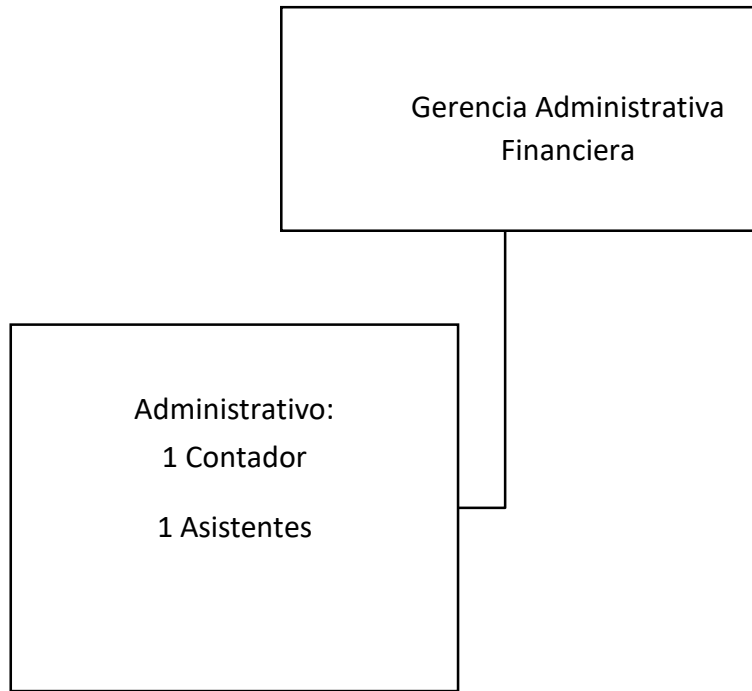 Gerencia Administrativa
Financiera
Administrativo:
1 Contador
1 Asistentes